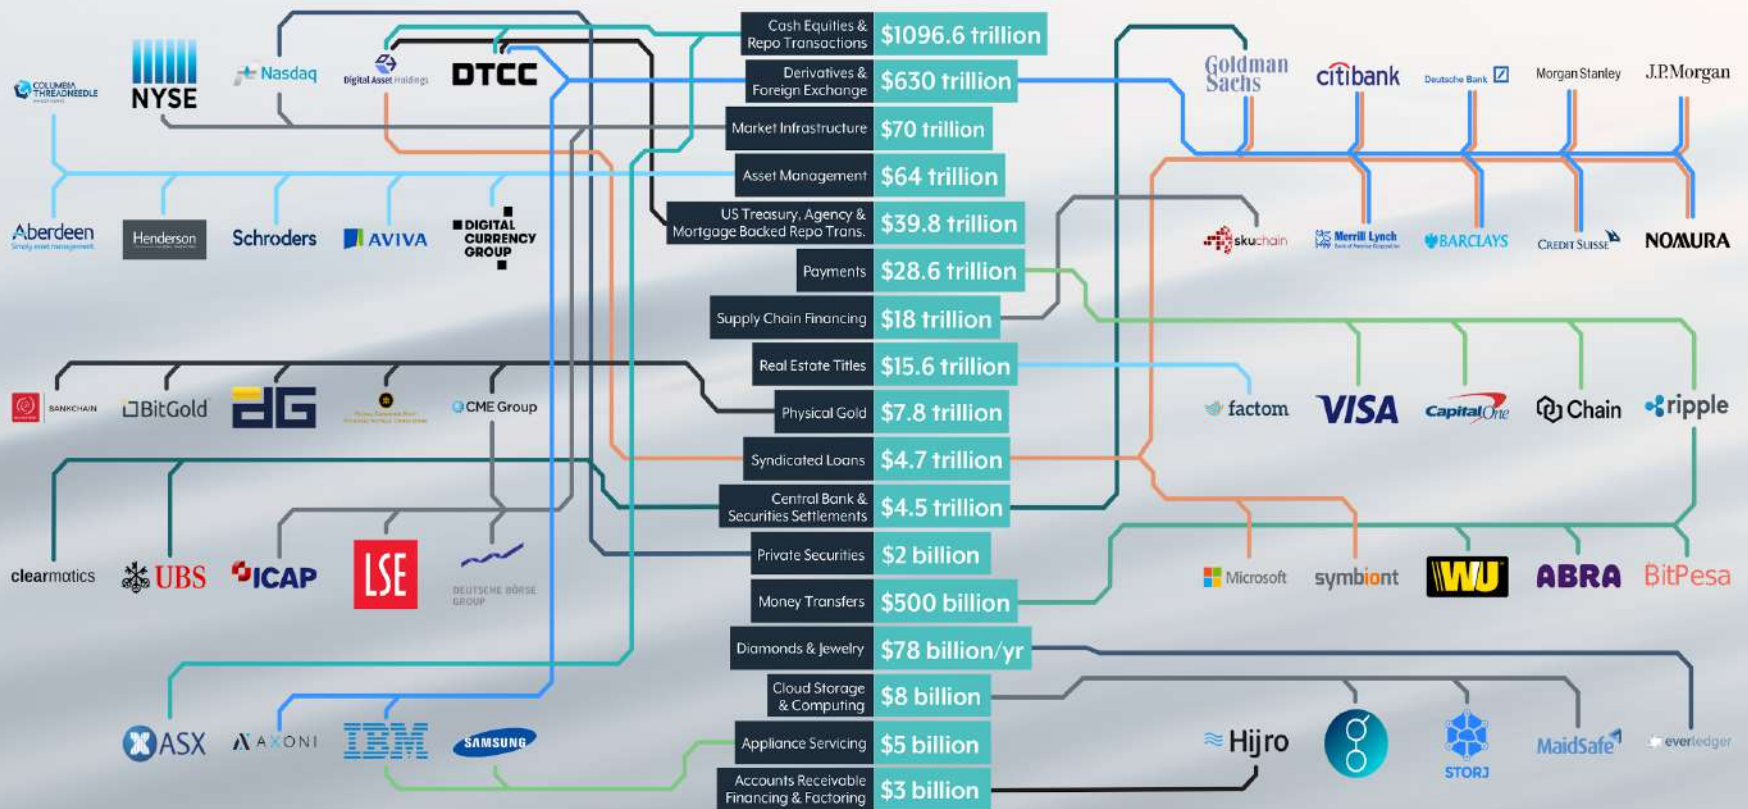 Cash Equities &
Repo Transactions
$1096.6 trillion
Derivatives &
Foreign Exchange
$630 trillion
Market Infrastructure
$70 trillion
Asset Management
$64 trillion
US Treasury, Agency &
Mortgage Backed Repo Trans.
$39.8 trillion
Payments
$28.6 trillion
Supply Chain Financing
$18 trillion
Real Estate Titles
$15.6 trillion
Physical Gold
$7.8 trillion
Syndicated Loans
$4.7 trillion
Central Bank &
Securities Settlements
$4.5 trillion
Private Securities
$2 billion
Money Transfers
$500 billion
Diamonds & Jewelry
$78 billion/yr
Cloud Storage
& Computing
$8 billion
Appliance Servicing
$5 billion
Accounts Receivable
Financing & Factoring
$3 billion
COLUMBIA
THREADNEEDLE
NYSE
Nasdaq
Digital Asset Holdings
DTCC
Aberdeen
Simply asset management.
Henderson
Schroders
AVIVA
DIGITAL
CURRENCY
GROUP
BANKCHAIN
BitGold
DG
CME Group
clearmatics
UBS
ICAP
LSE
DEUTSCHE BÖRSE
GROUP
ASX
AXONI
IBM
SAMSUNG
Goldman
Sachs
citibank
Deutsche Bank
Morgan Stanley
J.P.Morgan
skuchain
Merrill Lynch
BARCLAYS
CREDIT SUISSE
NOMURA
factom
VISA
Capital One
Chain
ripple
Microsoft
symbiont
WU
ABRA
BitPesa
Hijro
STORJ
MaidSafe
everledger